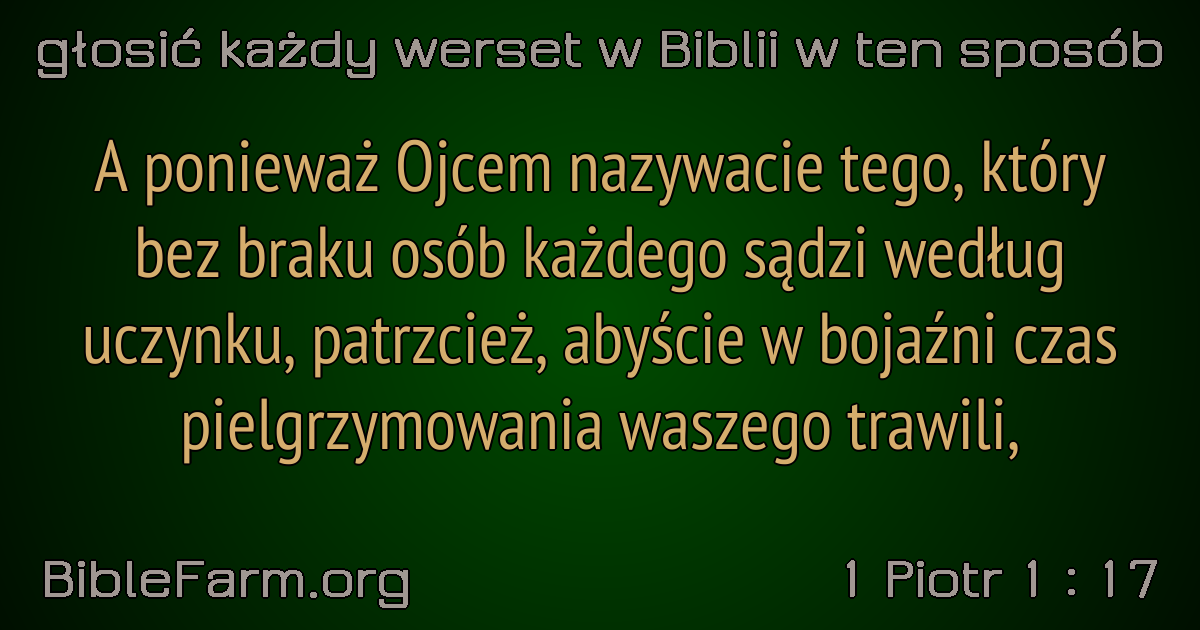 głosić każdy werset w Biblii w ten sposób
A ponieważ Ojcem nazywacie tego, który
bez braku osób każdego sądzi według
uczynku, patrzcież, abyście w bojaźni czas
pielgrzymowania waszego trawili,
BibleFarm.org
1 Piotr 1 : 17